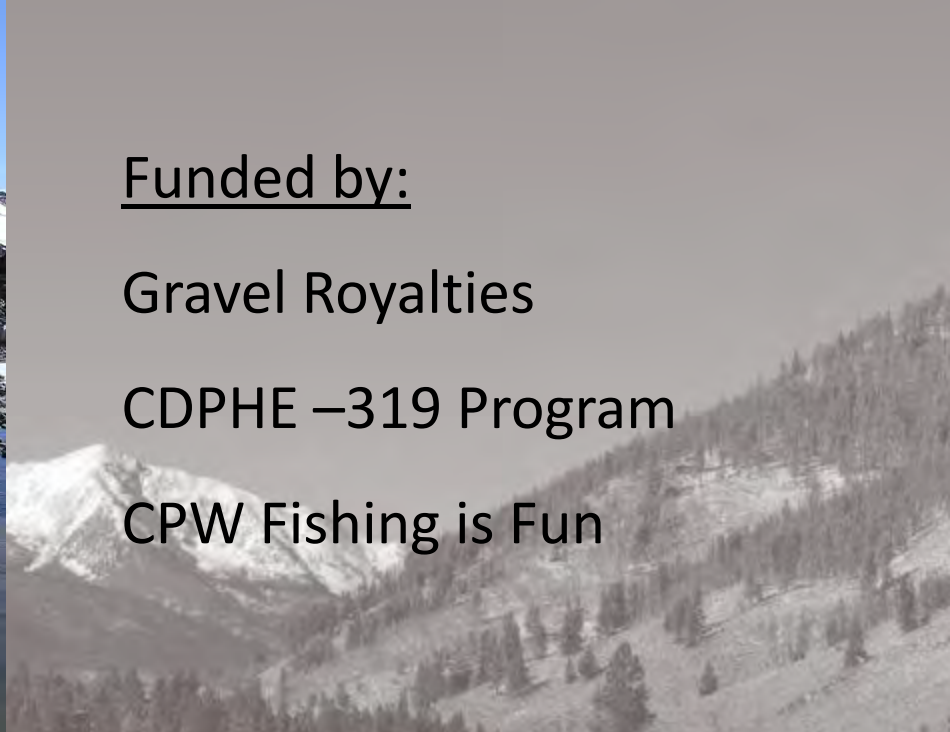 Funded by:
Gravel Royalties
CDPHE –319 Program
CPW Fishing is Fun